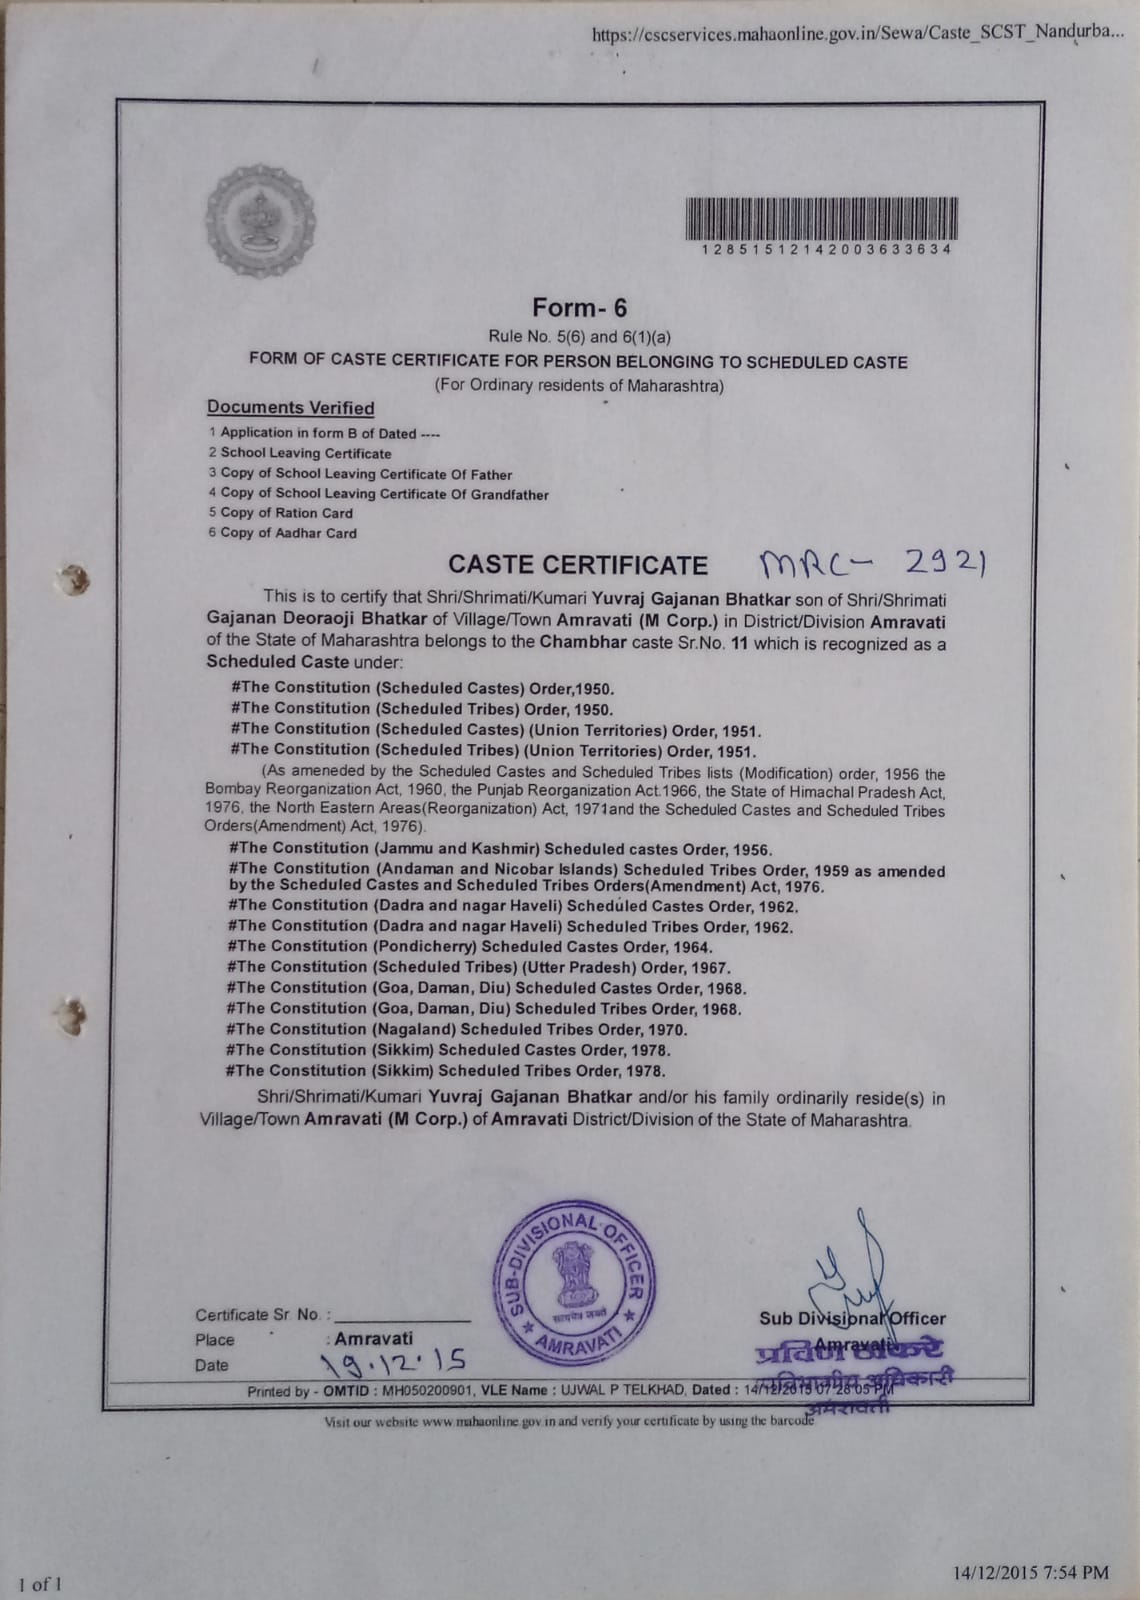 https://cscservices.mahaonline.gov.in/Sewa/Caste_SCST_Nandurba...
12851512142003633634
Form- 6
Rule No. 5(6) and 6(1)(a)
FORM OF CASTE CERTIFICATE FOR PERSON BELONGING TO SCHEDULED CASTE
(For Ordinary residents of Maharashtra)
Documents Verified
1 Application in form B of Dated ----
2 School Leaving Certificate
3 Copy of School Leaving Certificate Of Father
4 Copy of School Leaving Certificate Of Grandfather
5 Copy of Ration Card
6 Copy of Aadhar Card
CASTE CERTIFICATE MRC- 2921
This is to certify that Shri/Shrimati/Kumari Yuvraj Gajanan Bhatkar son of Shri/Shrimati
Gajanan Deoraoji Bhatkar of Village/Town Amravati (M Corp.) in District/Division Amravati
of the State of Maharashtra belongs to the Chambhar caste Sr.No. 11 which is recognized as a
Scheduled Caste under:
#The Constitution (Scheduled Castes) Order,1950.
#The Constitution (Scheduled Tribes) Order, 1950.
#The Constitution (Scheduled Castes) (Union Territories) Order, 1951.
#The Constitution (Scheduled Tribes) (Union Territories) Order, 1951.
(As ameneded by the Scheduled Castes and Scheduled Tribes lists (Modification) order, 1956 the
Bombay Reorganization Act, 1960, the Punjab Reorganization Act.1966, the State of Himachal Pradesh Act,
1976, the North Eastern Areas(Reorganization) Act, 1971and the Scheduled Castes and Scheduled Tribes
Orders(Amendment) Act, 1976).
#The Constitution (Jammu and Kashmir) Scheduled castes Order, 1956.
#The Constitution (Andaman and Nicobar Islands) Scheduled Tribes Order, 1959 as amended
by the Scheduled Castes and Scheduled Tribes Orders(Amendment) Act, 1976.
#The Constitution (Dadra and nagar Haveli) Scheduled Castes Order, 1962.
#The Constitution (Dadra and nagar Haveli) Scheduled Tribes Order, 1962.
#The Constitution (Pondicherry) Scheduled Castes Order, 1964.
#The Constitution (Scheduled Tribes) (Utter Pradesh) Order, 1967.
#The Constitution (Goa, Daman, Diu) Scheduled Castes Order, 1968.
#The Constitution (Goa, Daman, Diu) Scheduled Tribes Order, 1968.
#The Constitution (Nagaland) Scheduled Tribes Order, 1970.
#The Constitution (Sikkim) Scheduled Castes Order, 1978.
#The Constitution (Sikkim) Scheduled Tribes Order, 1978.
Shri/Shrimati/Kumari Yuvraj Gajanan Bhatkar and/or his family ordinarily reside(s) in
Village/Town Amravati (M Corp.) of Amravati District/Division of the State of Maharashtra.
SUB-DIVISIONAL OFFICER
सत्यमेव जयते
★ AMRAVATI ★
Certificate Sr. No. :
Place : Amravati
Date 19.12.15
Sub Divisional Officer
Amravati
प्रविण ठाकरे
उपविभागीय अधिकारी
अमरावती
Printed by - OMTID : MH050200901, VLE Name : UJWAL P TELKHAD, Dated : 14/12/2015 07:28:05 PM
Visit our website www.mahaonline.gov.in and verify your certificate by using the barcode
1 of 1
14/12/2015 7:54 PM